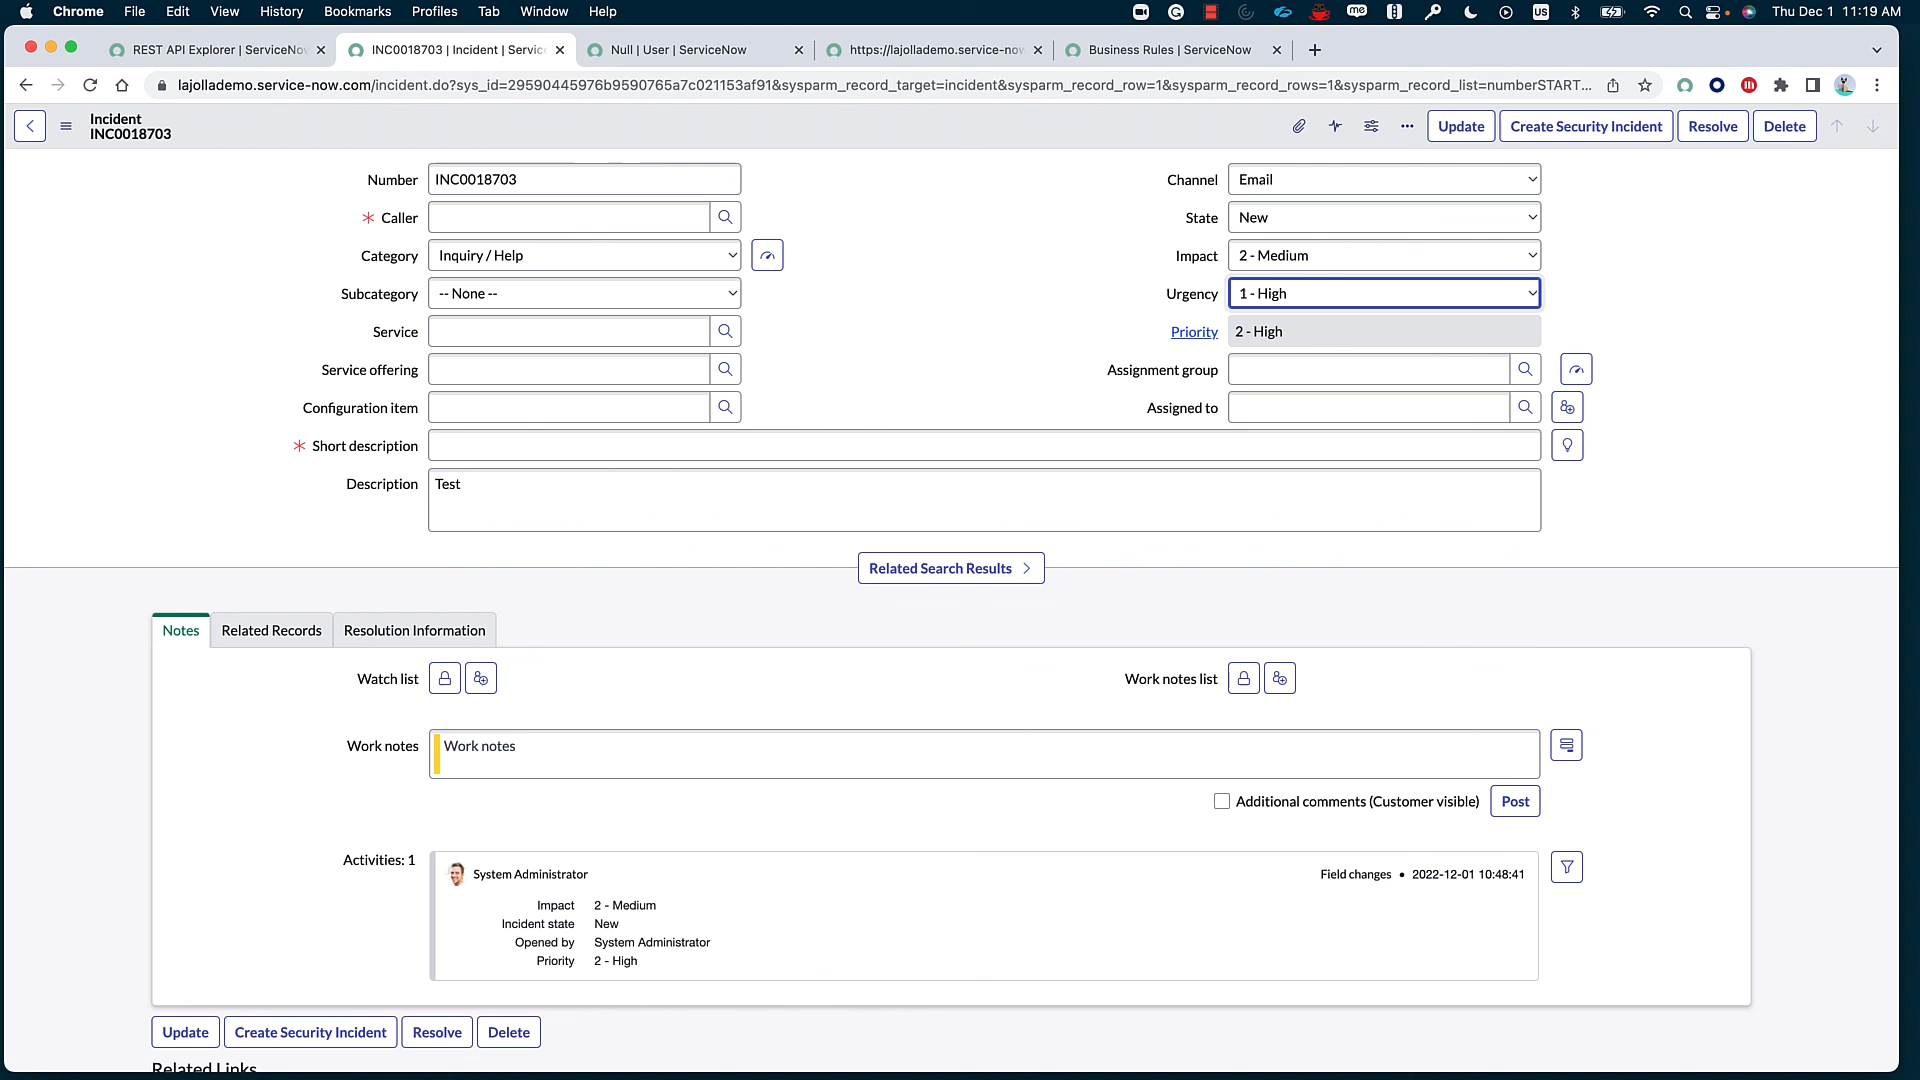 Chrome File Edit View History Bookmarks Profiles Tab Window Help me US Thu Dec 1 11:19 AM
REST API Explorer | ServiceNo
INC0018703 | Incident | Service
Null | User | ServiceNow
https://lajollademo.service-now
Business Rules | ServiceNow
lajollademo.service-now.com/incident.do?sys_id=29590445976b9590765a7c021153af91&sysparm_record_target=incident&sysparm_record_row=1&sysparm_record_rows=1&sysparm_record_list=numberSTART...
Incident
INC0018703
Update Create Security Incident Resolve Delete
Number INC0018703 Channel Email
Caller State New
Category Inquiry / Help Impact 2 - Medium
Subcategory -- None -- Urgency 1 - High
Service Priority 2 - High
Service offering Assignment group
Configuration item Assigned to
Short description
Description Test
Related Search Results
Notes Related Records Resolution Information
Watch list Work notes list
Work notes Work notes
Additional comments (Customer visible) Post
Activities: 1 System Administrator Field changes • 2022-12-01 10:48:41
Impact 2 - Medium
Incident state New
Opened by System Administrator
Priority 2 - High
Update Create Security Incident Resolve Delete
Related Links